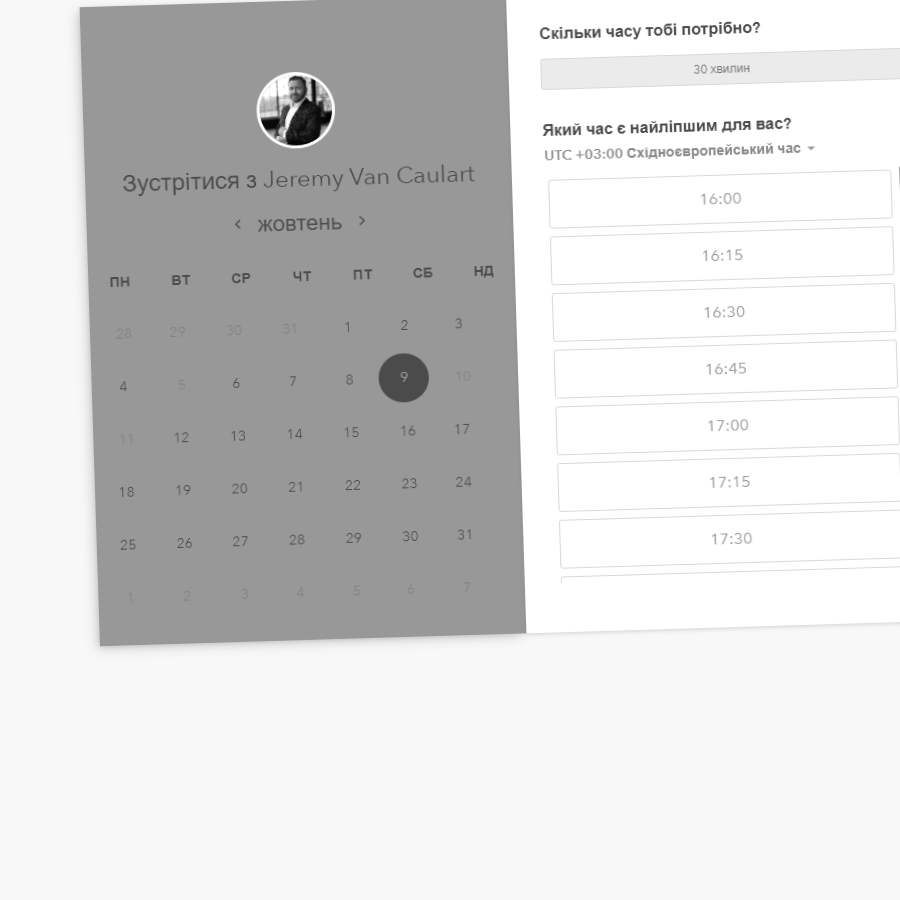 Зустрітися з Jeremy Van Caulart
жовтень
ПН ВТ СР ЧТ ПТ СБ НД
28 29 30 31 1 2 3
4 5 6 7 8 9 10
11 12 13 14 15 16 17
18 19 20 21 22 23 24
25 26 27 28 29 30 31
1 2 3 4 5 6 7
Скільки часу тобі потрібно?
30 хвилин
Який час є найліпшим для вас?
UTC +03:00 Східноєвропейський час
16:00
16:15
16:30
16:45
17:00
17:15
17:30